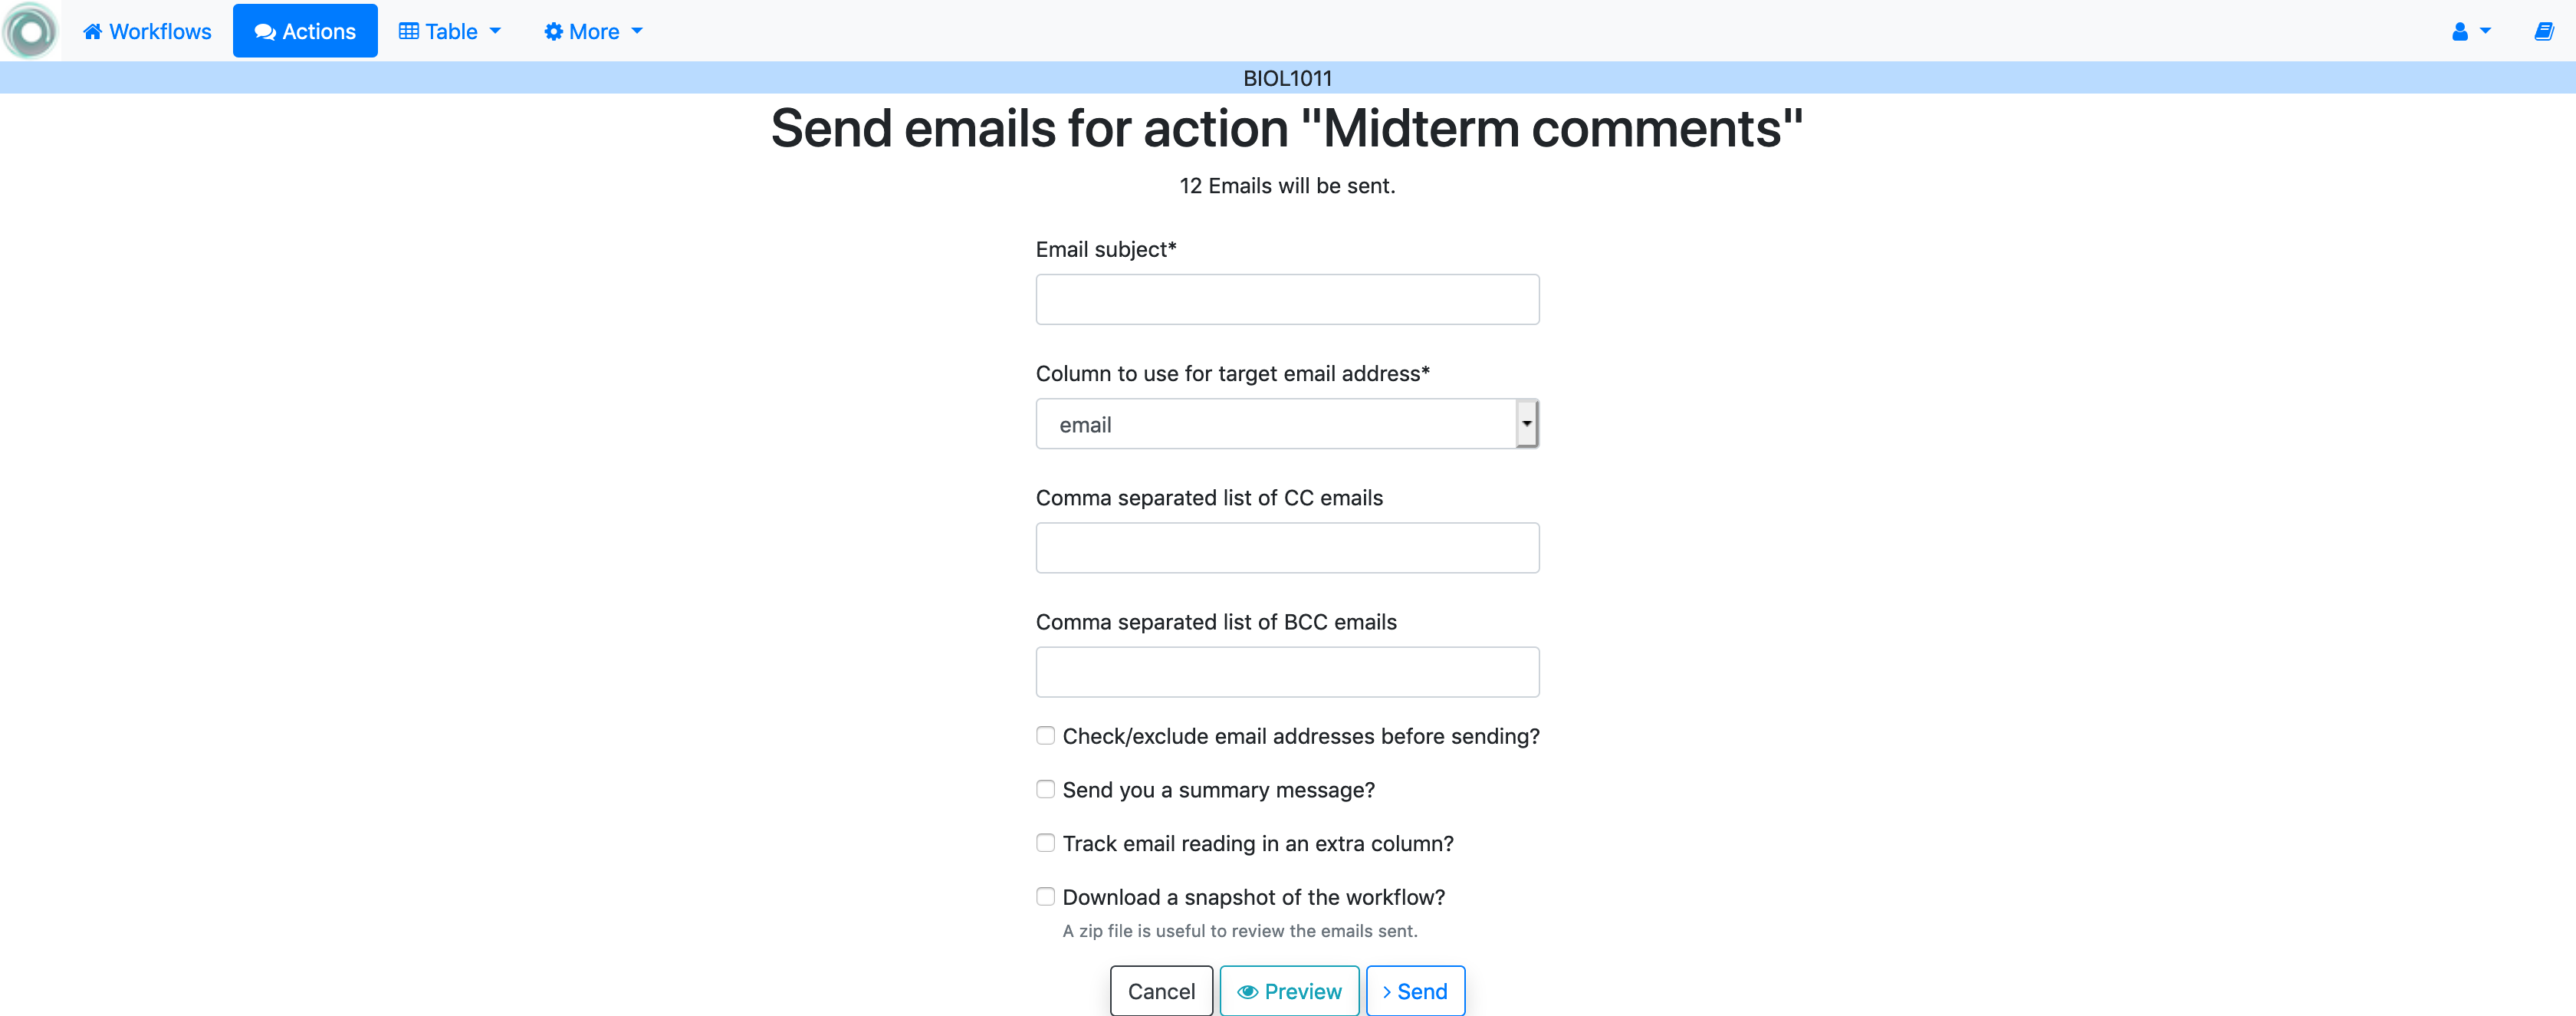 Workflows Actions Table More
BIOL1011
Send emails for action "Midterm comments"
12 Emails will be sent.
Email subject*
Column to use for target email address*
email
Comma separated list of CC emails
Comma separated list of BCC emails
Check/exclude email addresses before sending?
Send you a summary message?
Track email reading in an extra column?
Download a snapshot of the workflow?
A zip file is useful to review the emails sent.
Cancel Preview Send